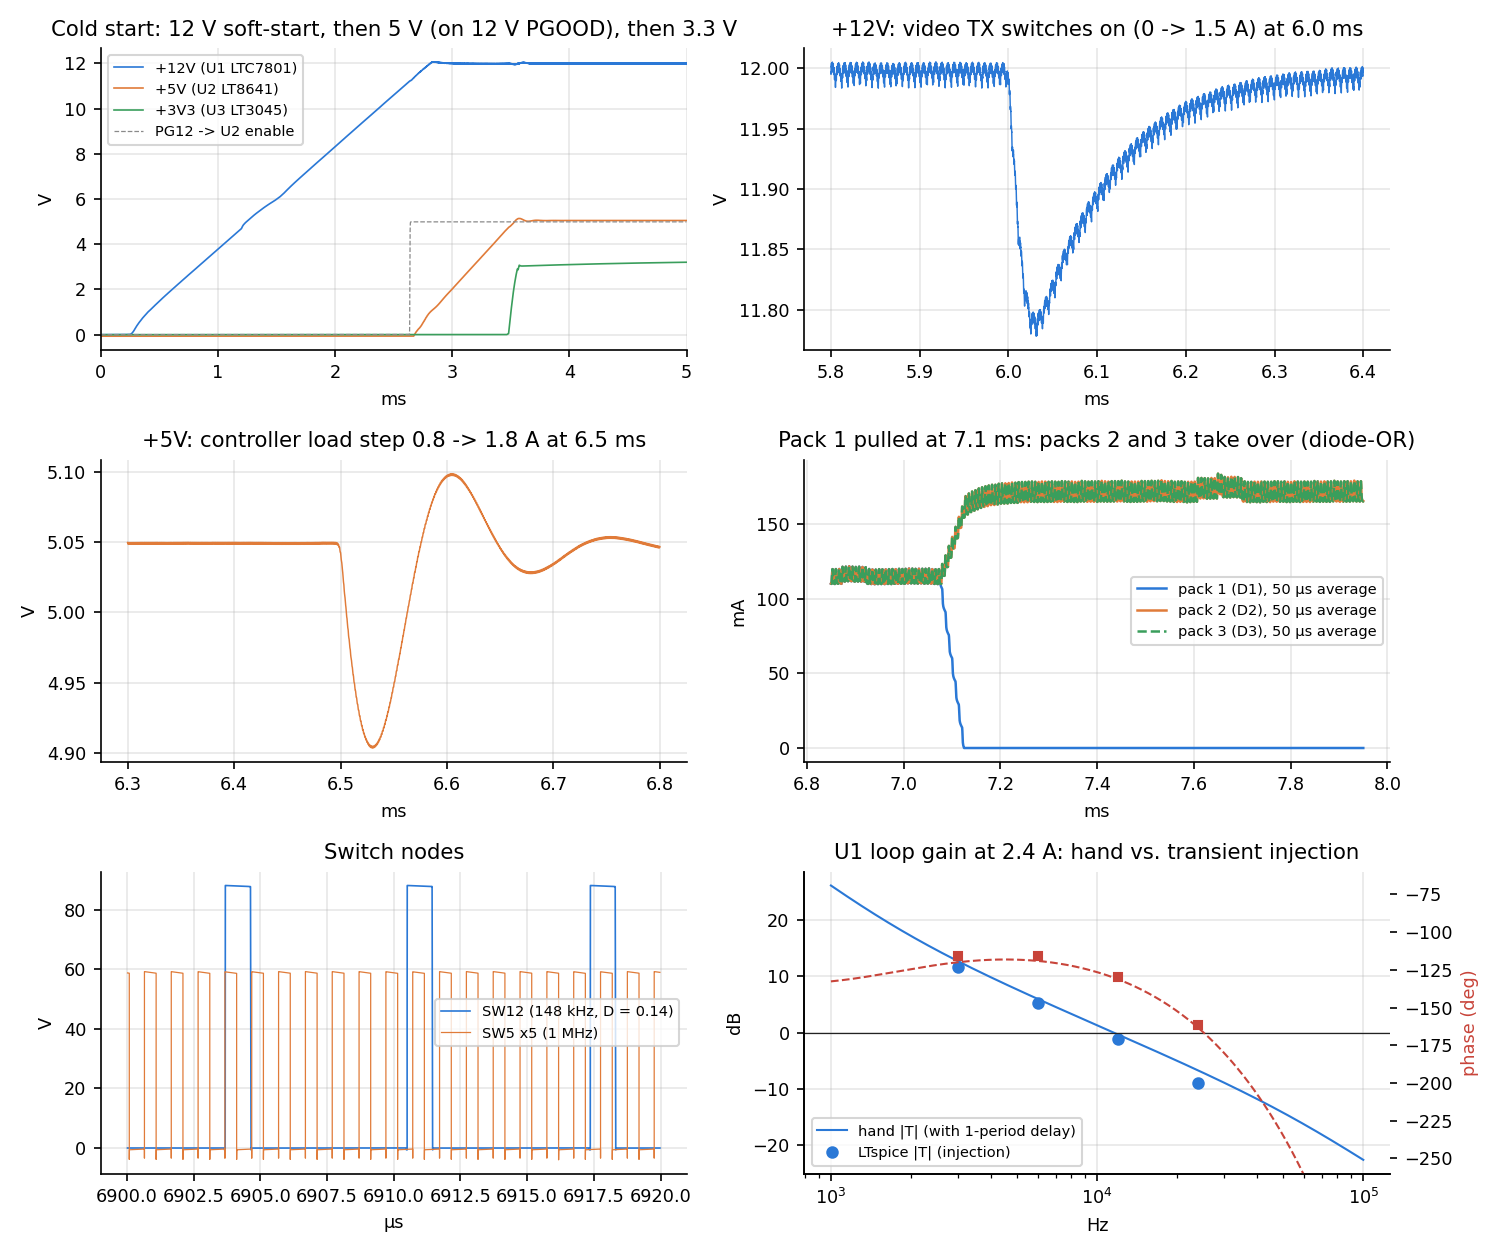 Cold start: 12 V soft-start, then 5 V (on 12 V PGOOD), then 3.3 V
12
10
8
6
4
2
0
V
+12V (U1 LTC7801)
+5V (U2 LT8641)
+3V3 (U3 LT3045)
PG12 -> U2 enable
0 1 2 3 4 5
ms
+12V: video TX switches on (0 -> 1.5 A) at 6.0 ms
12.00
11.95
11.90
11.85
11.80
V
5.8 5.9 6.0 6.1 6.2 6.3 6.4
ms
+5V: controller load step 0.8 -> 1.8 A at 6.5 ms
5.10
5.05
5.00
4.95
4.90
V
6.3 6.4 6.5 6.6 6.7 6.8
ms
Pack 1 pulled at 7.1 ms: packs 2 and 3 take over (diode-OR)
150
100
50
0
mA
pack 1 (D1), 50 µs average
pack 2 (D2), 50 µs average
pack 3 (D3), 50 µs average
6.8 7.0 7.2 7.4 7.6 7.8 8.0
ms
Switch nodes
80
60
40
20
0
V
SW12 (148 kHz, D = 0.14)
SW5 x5 (1 MHz)
6900.0 6902.5 6905.0 6907.5 6910.0 6912.5 6915.0 6917.5 6920.0
µs
U1 loop gain at 2.4 A: hand vs. transient injection
20
10
0
−10
−20
dB
hand |T| (with 1-period delay)
LTspice |T| (injection)
−75
−100
−125
−150
−175
−200
−225
−250
phase (deg)
10³ 10⁴ 10⁵
Hz